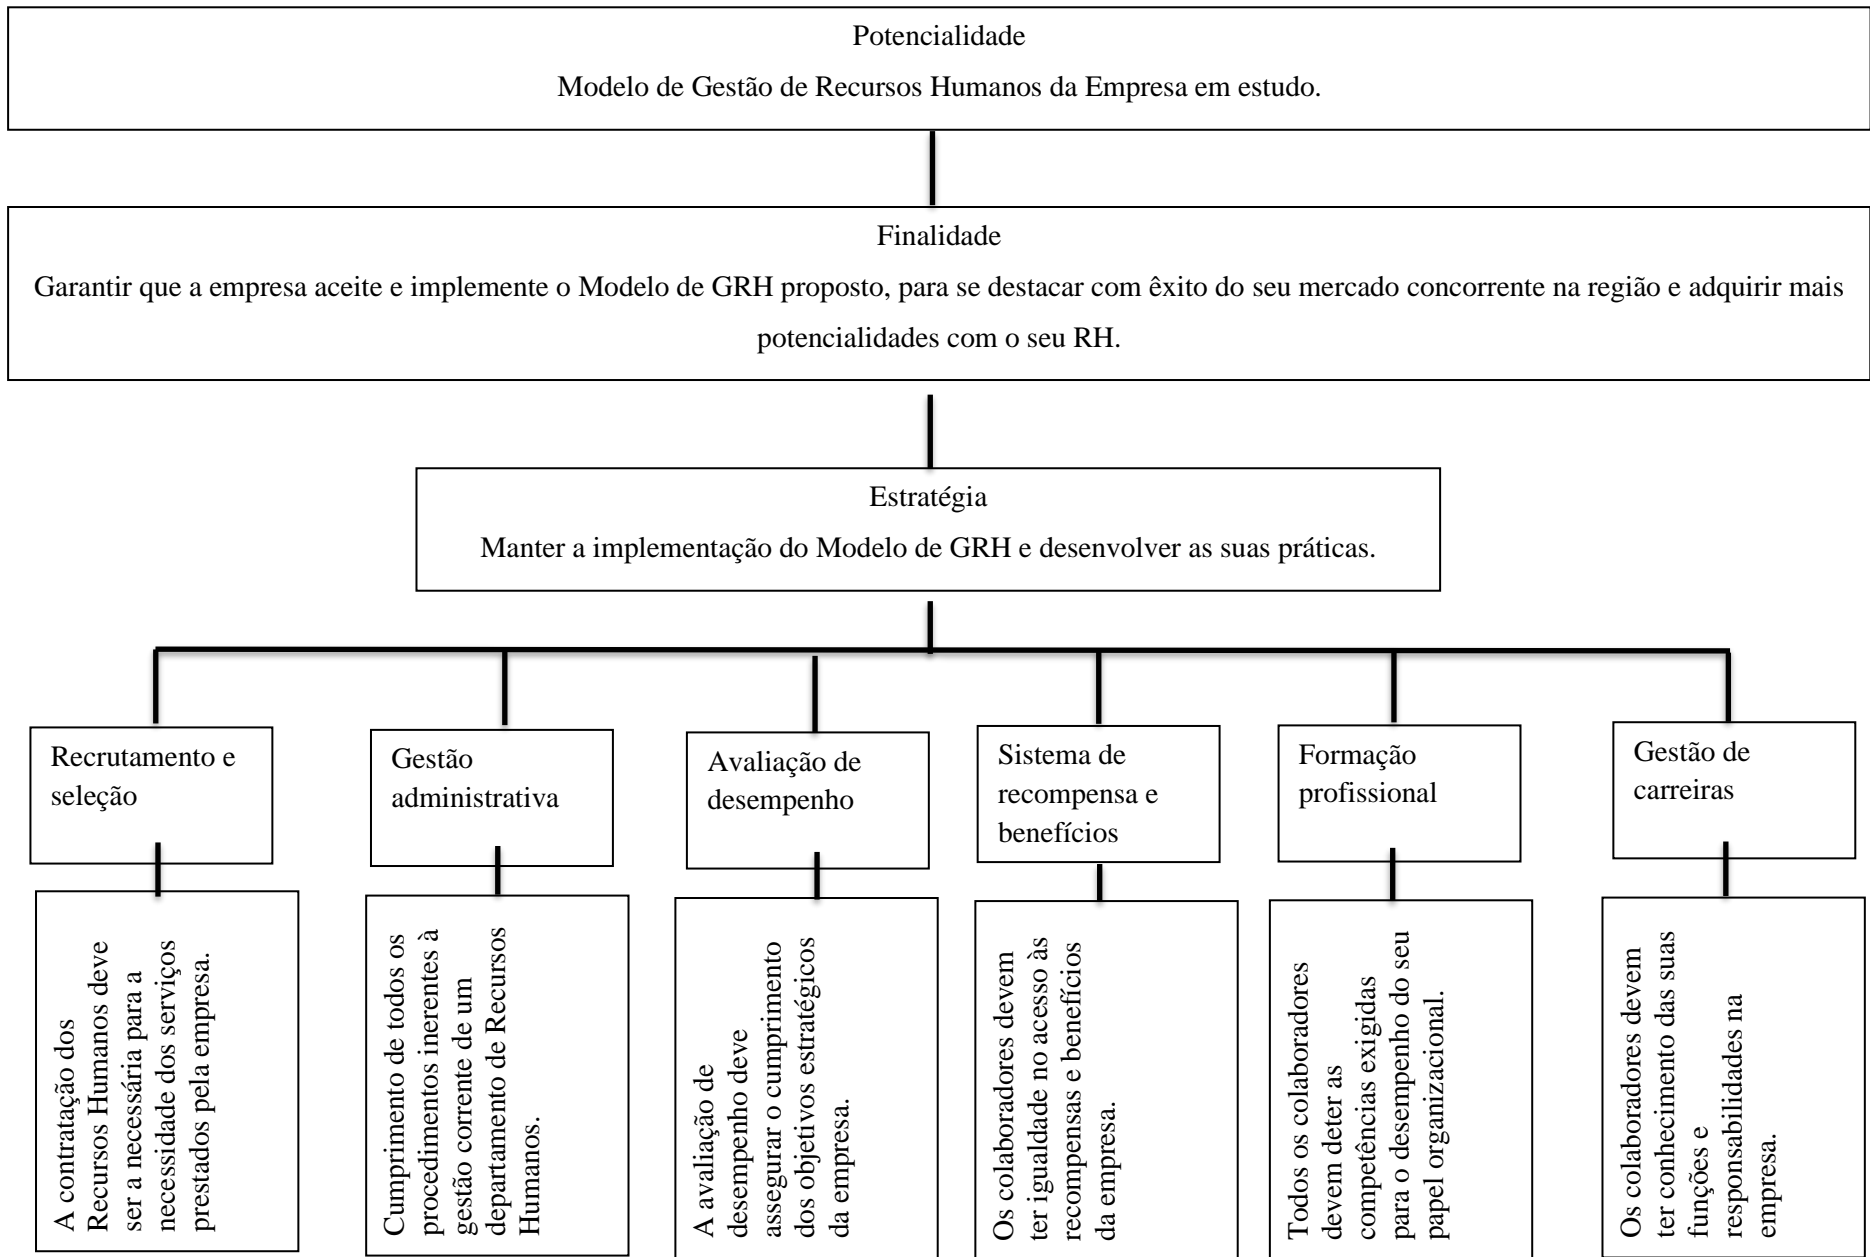 Potencialidade
Modelo de Gestão de Recursos Humanos da Empresa em estudo.
Finalidade
Garantir que a empresa aceite e implemente o Modelo de GRH proposto, para se destacar com êxito do seu mercado concorrente na região e adquirir mais
potencialidades com o seu RH.
Estratégia
Manter a implementação do Modelo de GRH e desenvolver as suas práticas.
Recrutamento e
seleção
Gestão
administrativa
Avaliação de
desempenho
Sistema de
recompensa e
benefícios
Formação
profissional
Gestão de
carreiras
A contratação dos
Recursos Humanos deve
ser a necessária para a
necessidade dos serviços
prestados pela empresa.
Cumprimento de todos os
procedimentos inerentes à
gestão corrente de um
departamento de Recursos
Humanos.
A avaliação de
desempenho deve
assegurar o cumprimento
dos objetivos estratégicos
da empresa.
Os colaboradores devem
ter igualdade no acesso às
recompensas e benefícios
da empresa.
Todos os colaboradores
devem deter as
competências exigidas
para o desempenho do seu
papel organizacional.
Os colaboradores devem
ter conhecimento das suas
funções e
responsabilidades na
empresa.